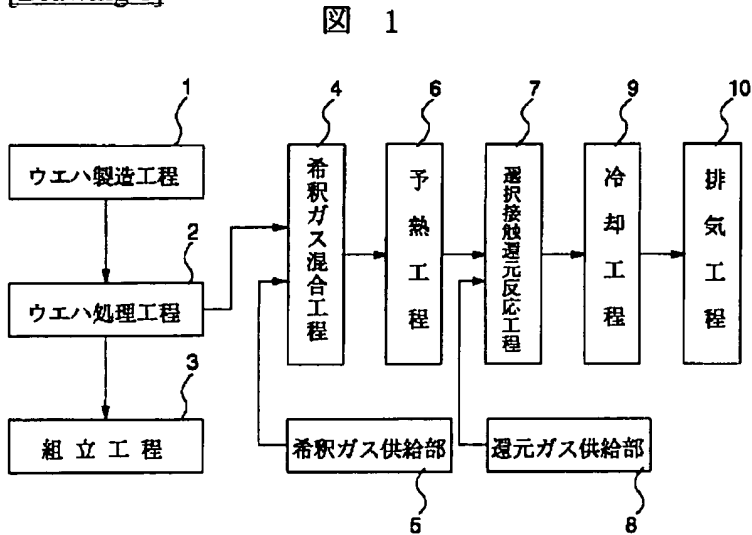 図 1
1
ウエハ製造工程
2
ウエハ処理工程
3
組立工程
4
希釈ガス混合工程
6
予熱工程
7
選択接触還元反応工程
9
冷却工程
10
排気工程
希釈ガス供給部
5
還元ガス供給部
8